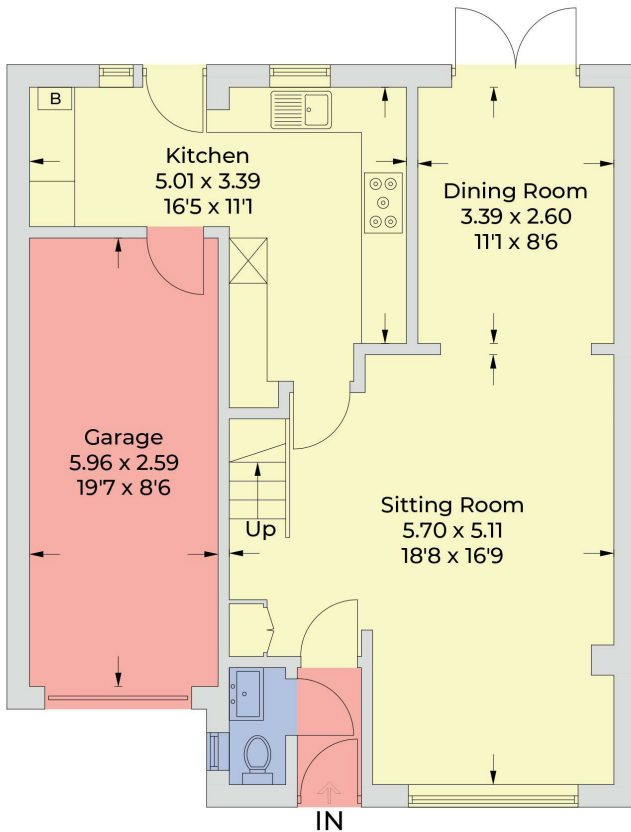 B
Kitchen
5.01 x 3.39
16'5 x 11'1
Dining Room
3.39 x 2.60
11'1 x 8'6
Garage
5.96 x 2.59
19'7 x 8'6
Sitting Room
5.70 x 5.11
18'8 x 16'9
Up
IN